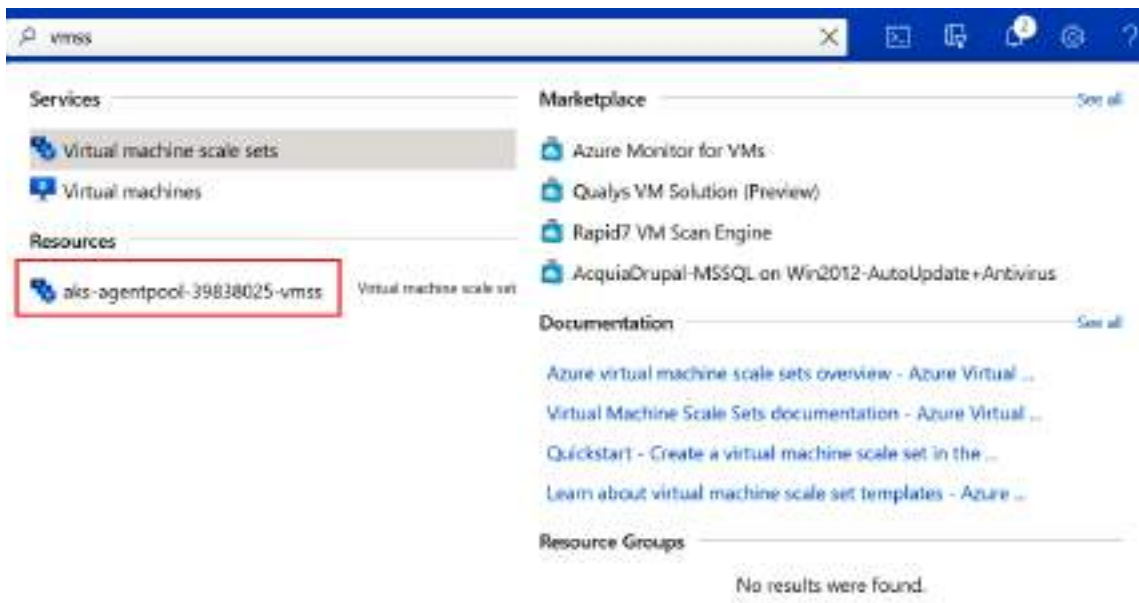 vmss
2
?
Services
Virtual machine scale sets
Virtual machines
Resources
aks-agentpool-39838025-vmss Virtual machine scale set
Marketplace See all
Azure Monitor for VMs
Qualys VM Solution (Preview)
Rapid7 VM Scan Engine
AcquiaDrupal-MSSQL on Win2012-AutoUpdate+Antivirus
Documentation See all
Azure virtual machine scale sets overview - Azure Virtual ...
Virtual Machine Scale Sets documentation - Azure Virtual ...
Quickstart - Create a virtual machine scale set in the ...
Learn about virtual machine scale set templates - Azure ...
Resource Groups
No results were found.